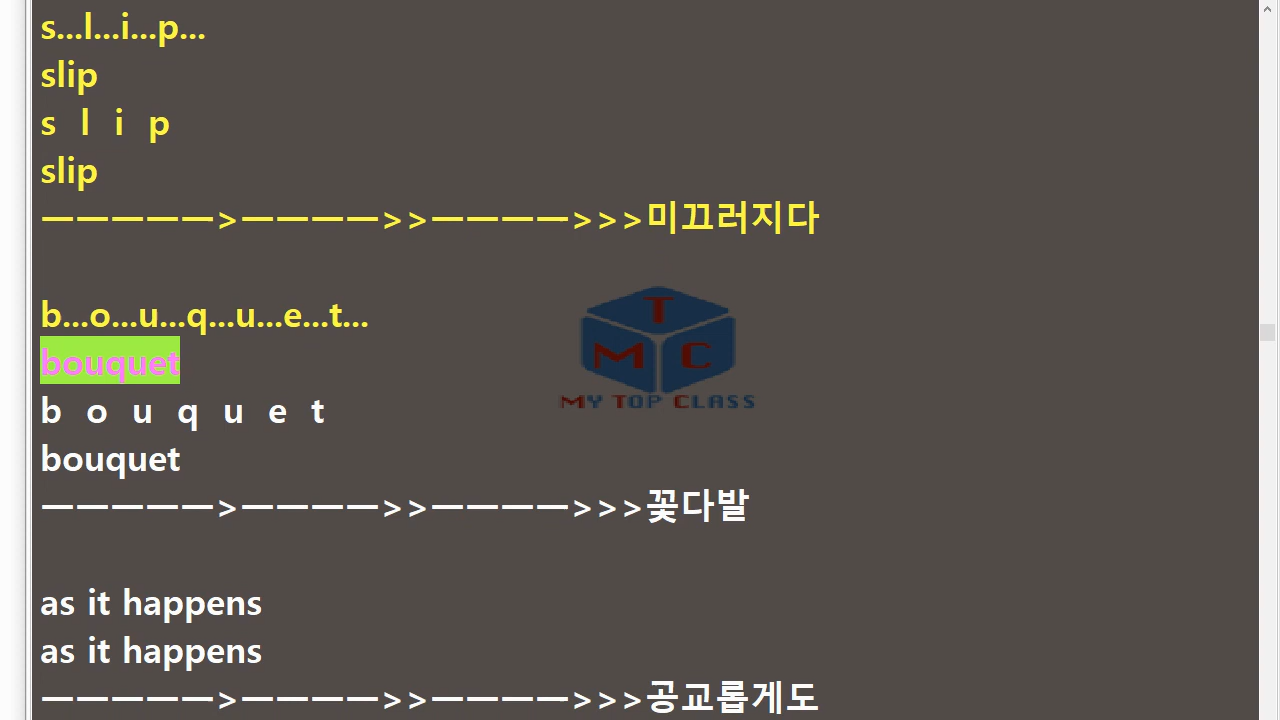 s...l...i...p...
slip
s l i p
slip
—————>————>>————>>>미끄러지다
b...o...u...q...u...e...t...
bouquet
b o u q u e t
bouquet
—————>————>>————>>>꽃다발
as it happens
as it happens
—————>————>>————>>>공교롭게도
T
M C
MY TOP CLASS